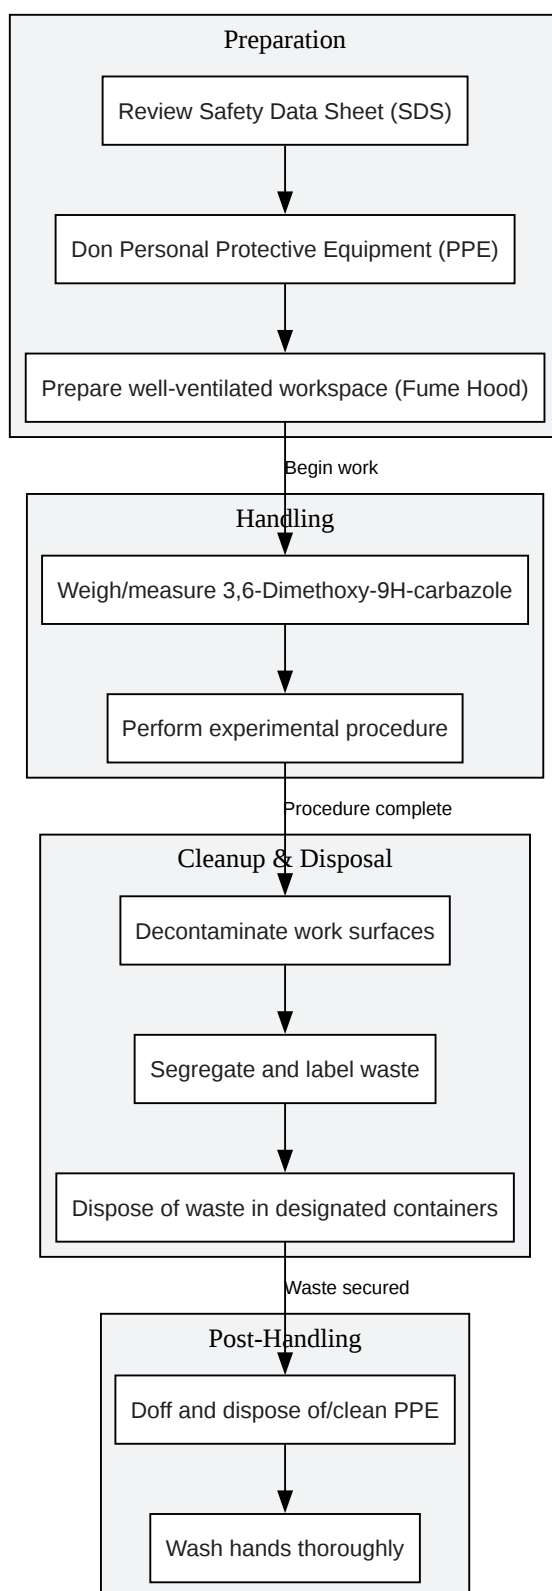 Preparation
Review Safety Data Sheet (SDS)
Don Personal Protective Equipment (PPE)
Prepare well-ventilated workspace (Fume Hood)
Begin work
Handling
Weigh/measure 3,6-Dimethoxy-9H-carbazole
Perform experimental procedure
Procedure complete
Cleanup & Disposal
Decontaminate work surfaces
Segregate and label waste
Dispose of waste in designated containers
Waste secured
Post-Handling
Doff and dispose of/clean PPE
Wash hands thoroughly